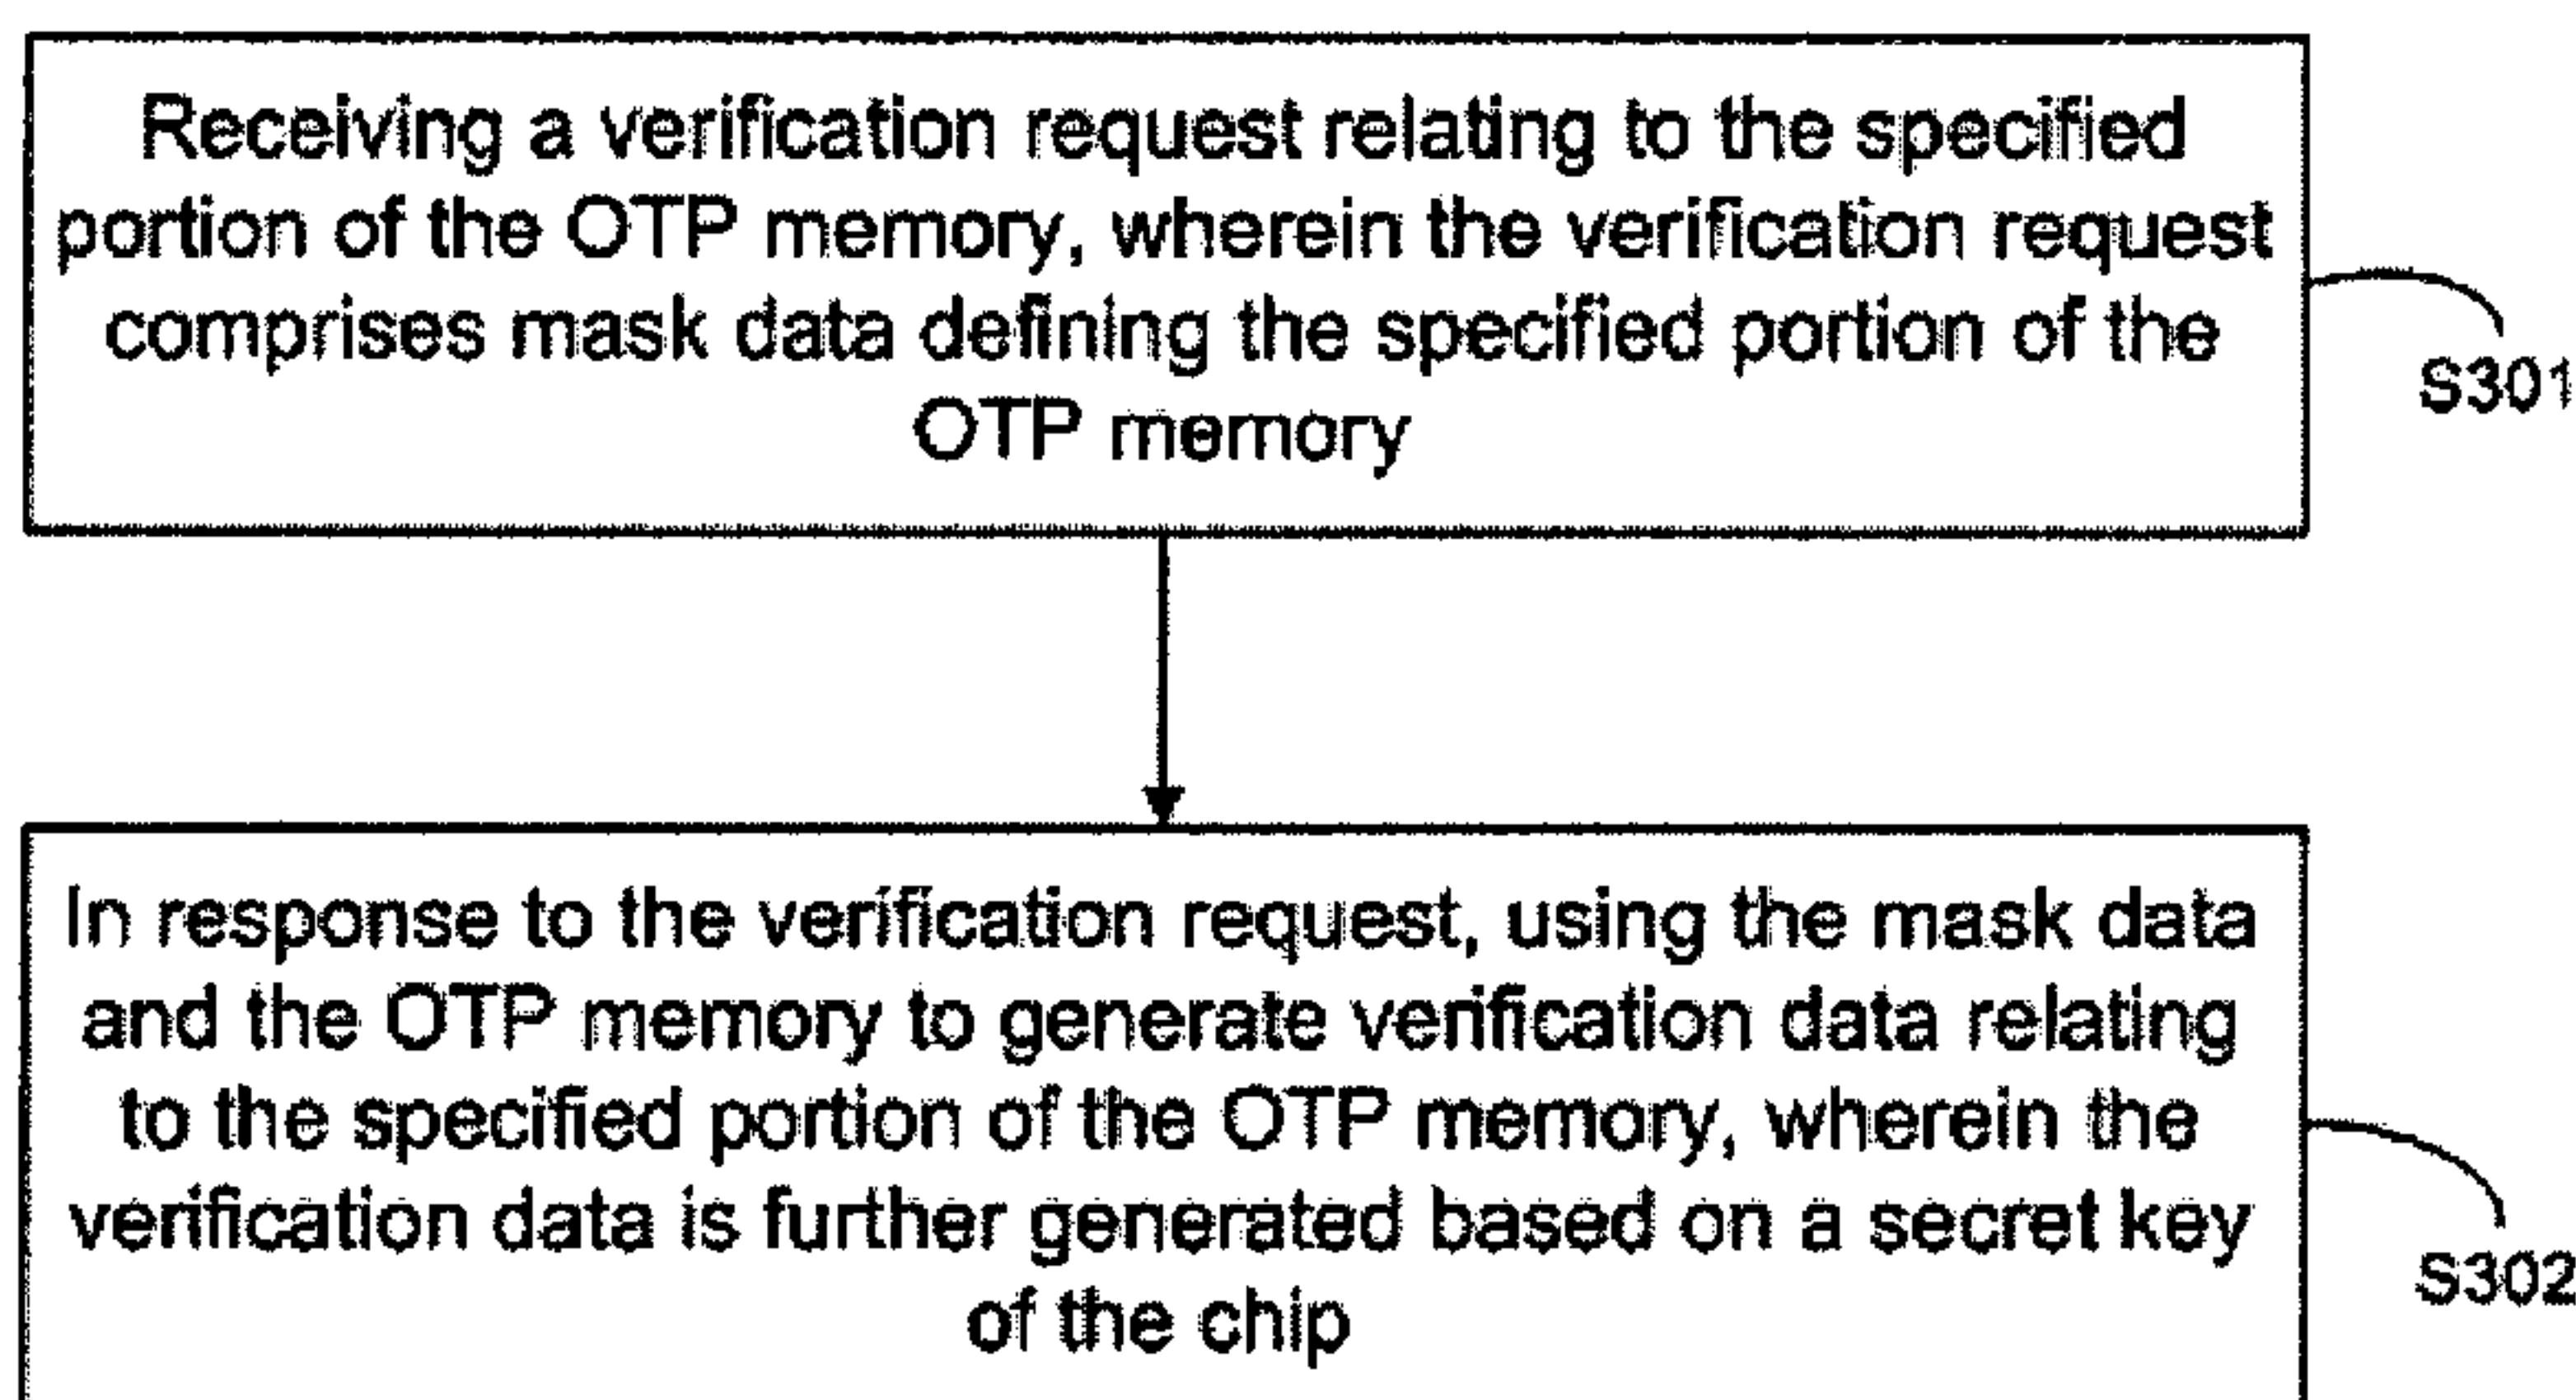 Receiving a verification request relating to the specified
portion of the OTP memory, wherein the verification request
comprises mask data defining the specified portion of the
OTP memory
S301
In response to the verification request, using the mask data
and the OTP memory to generate verification data relating
to the specified portion of the OTP memory, wherein the
verification data is further generated based on a secret key
of the chip
S302